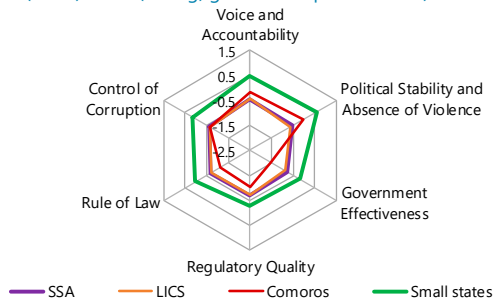 Voice and
Accountability
1.5
0.5
-0.5
-1.5
-2.5
Control of
Corruption
Political Stability and
Absence of Violence
Rule of Law
Government
Effectiveness
Regulatory Quality
SSA
LICS
Comoros
Small states